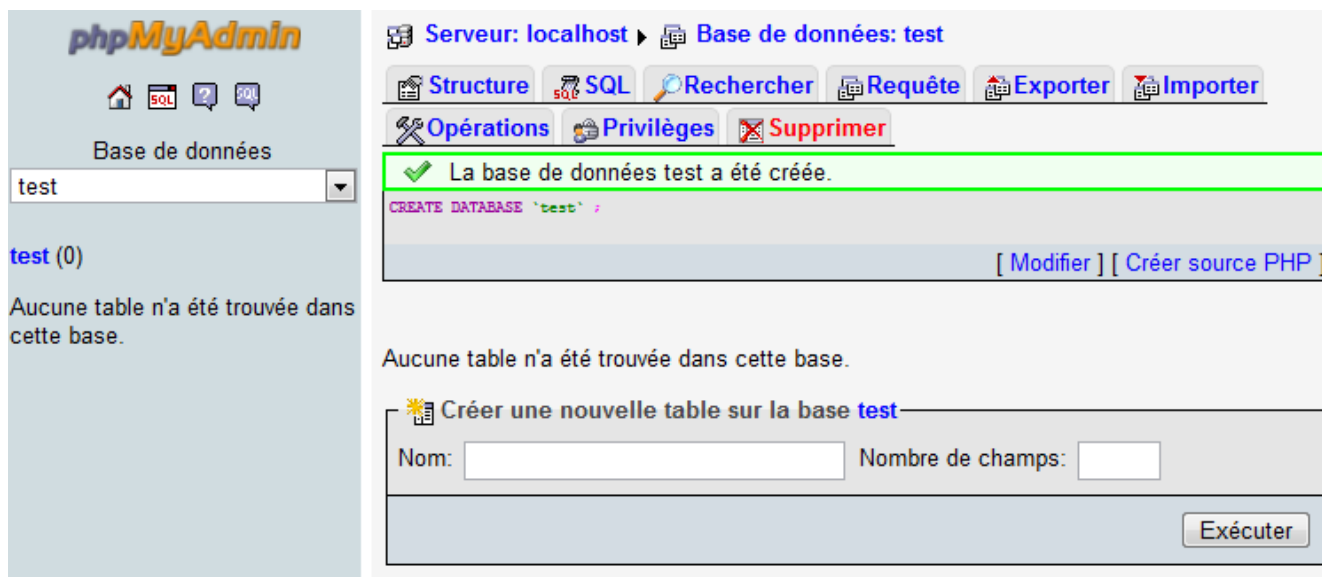 phpMyAdmin
SQL ? SQL
Base de données
test
test (0)
Aucune table n'a été trouvée dans
cette base.
Serveur: localhost Base de données: test
Structure SQL Rechercher Requête Exporter Importer
Opérations Privilèges Supprimer
La base de données test a été créée.
CREATE DATABASE `test` ;
[ Modifier ] [ Créer source PHP ]
Aucune table n'a été trouvée dans cette base.
Créer une nouvelle table sur la base test
Nom: Nombre de champs:
Exécuter